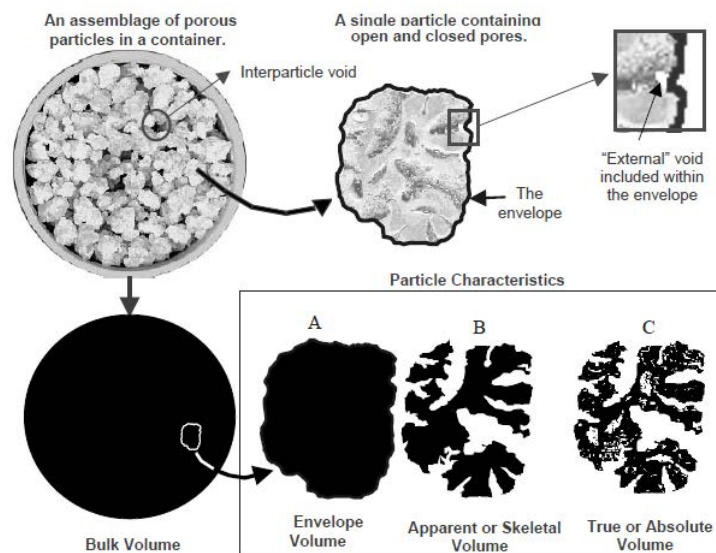 An assemblage of porous
particles in a container.
Interparticle void
A single particle containing
open and closed pores.
"External" void
included within
the envelope
The
envelope
Particle Characteristics
A
B
C
Bulk Volume
Envelope
Volume
Apparent or Skeletal
Volume
True or Absolute
Volume